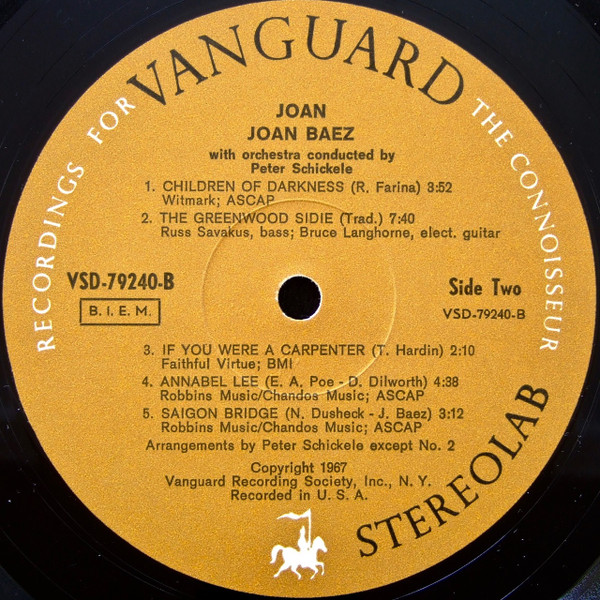 RECORDINGS FOR VANGUARD THE CONNOISSEUR
JOAN
JOAN BAEZ
with orchestra conducted by
Peter Schickele
1. CHILDREN OF DARKNESS (R. Farina) 3:52
Witmark; ASCAP
2. THE GREENWOOD SIDIE (Trad.) 7:40
Russ Savakus, bass; Bruce Langhorne, elect. guitar
VSD-79240-B
B. I. E. M.
Side Two
VSD-79240-B
3. IF YOU WERE A CARPENTER (T. Hardin) 2:10
Faithful Virtue; BMI
4. ANNABEL LEE (E. A. Poe - D. Dilworth) 4:38
Robbins Music/Chandos Music; ASCAP
5. SAIGON BRIDGE (N. Dusheck - J. Baez) 3:12
Robbins Music/Chandos Music; ASCAP
Arrangements by Peter Schickele except No. 2
Copyright 1967
Vanguard Recording Society, Inc., N. Y.
Recorded in U. S. A.
STEREOLAB